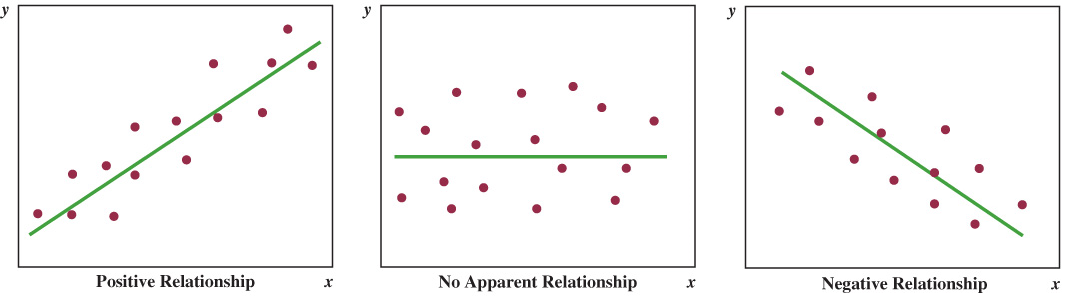 y
Positive Relationship x
y
No Apparent Relationship x
y
Negative Relationship x